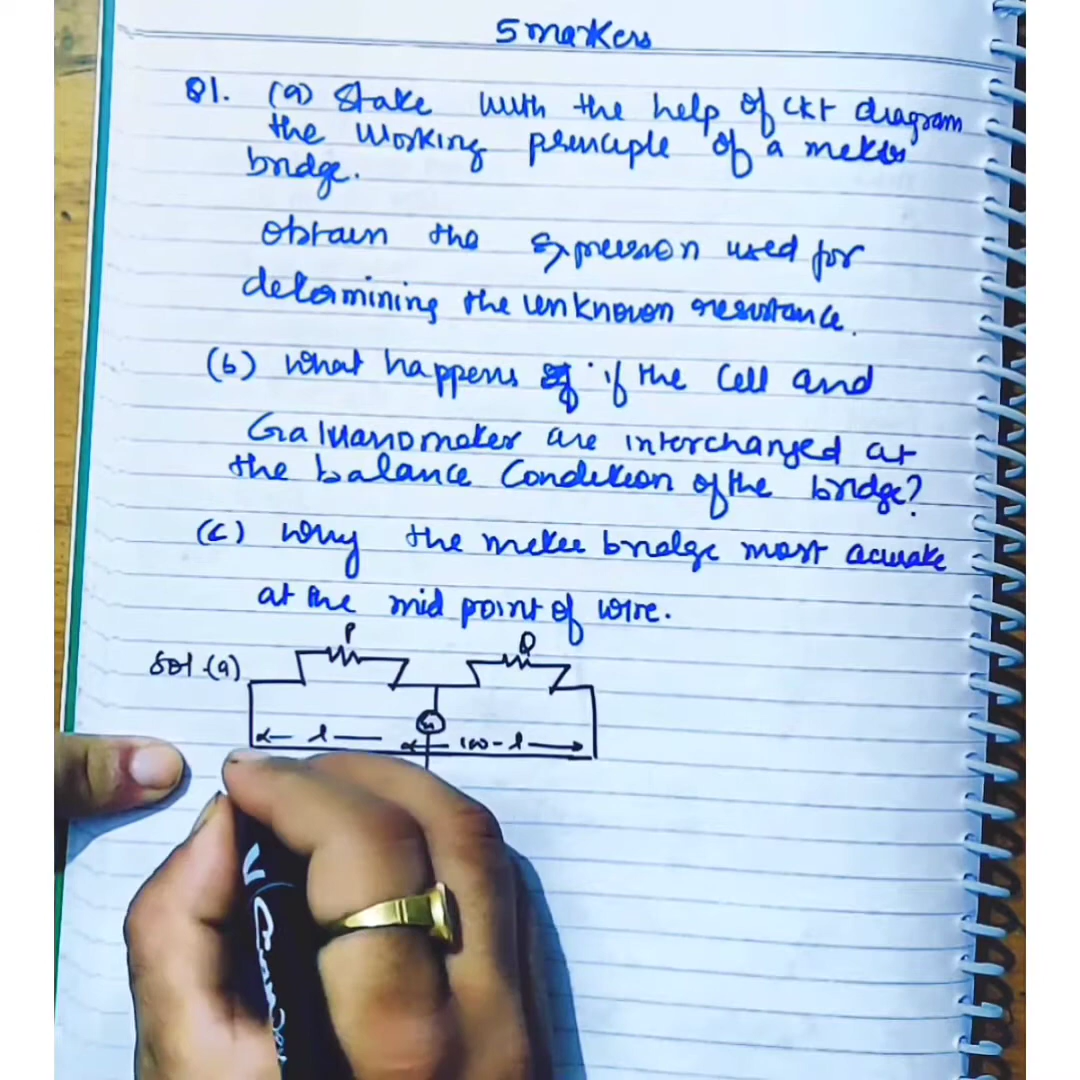 5 markers
Q1. (a) State with the help of ckt diagram
the working principle of a meter
bridge.
obtain the expression used for
determining the unknown resistance.
(b) what happens if the Cell and
Galvanometer are interchanged at
the balance Condition of the bridge?
(c) why the meter bridge most accurate
at the mid point of wire.
P Q
Sol (a)
G
l 100-l